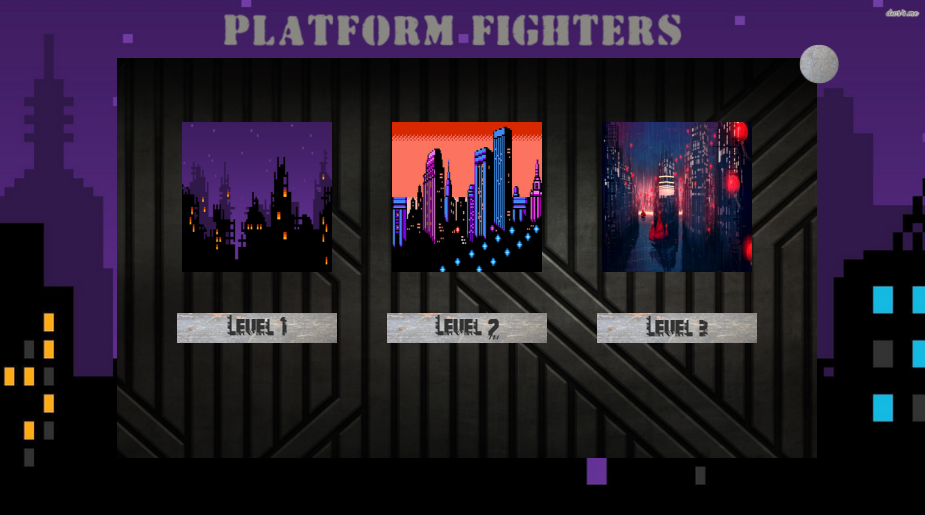 PLATFORM FIGHTERS
LEVEL 1
LEVEL 2
LEVEL 3